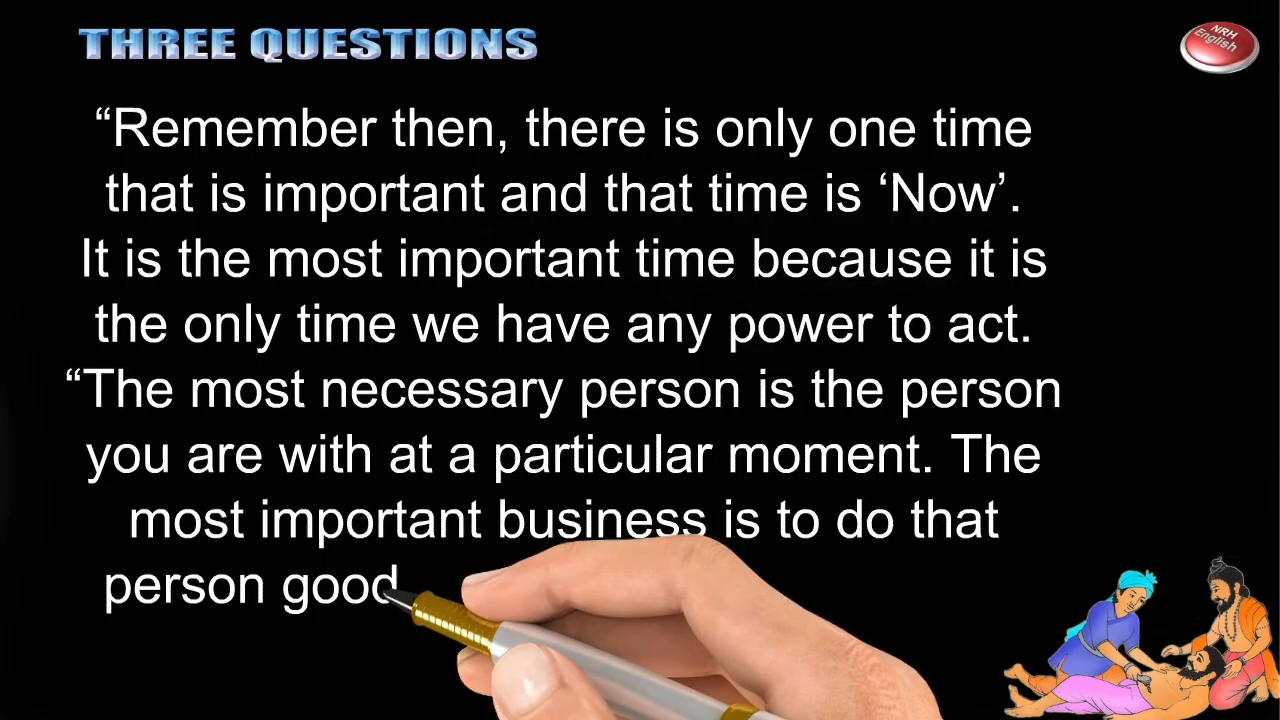 THREE QUESTIONS
NRH
English
“Remember then, there is only one time
that is important and that time is ‘Now’.
It is the most important time because it is
the only time we have any power to act.
“The most necessary person is the person
you are with at a particular moment. The
most important business is to do that
person good